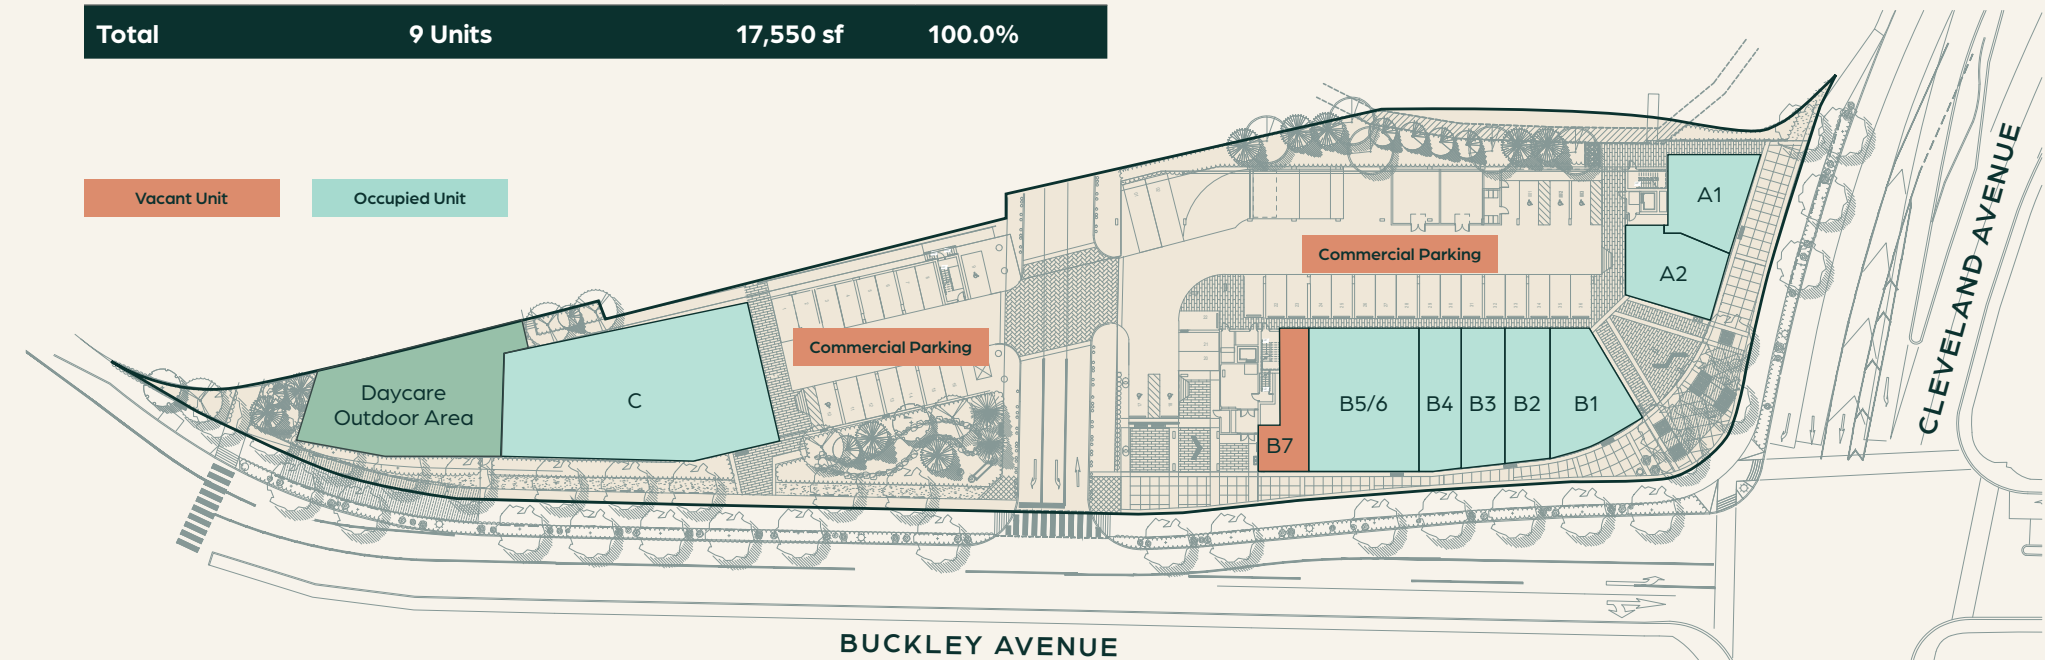 Total 9 Units 17,550 sf 100.0%
Vacant Unit
Occupied Unit
A1
A2
Commercial Parking
Commercial Parking
Daycare
Outdoor Area
C
B7
B5/6
B4
B3
B2
B1
CLEVELAND AVENUE
BUCKLEY AVENUE